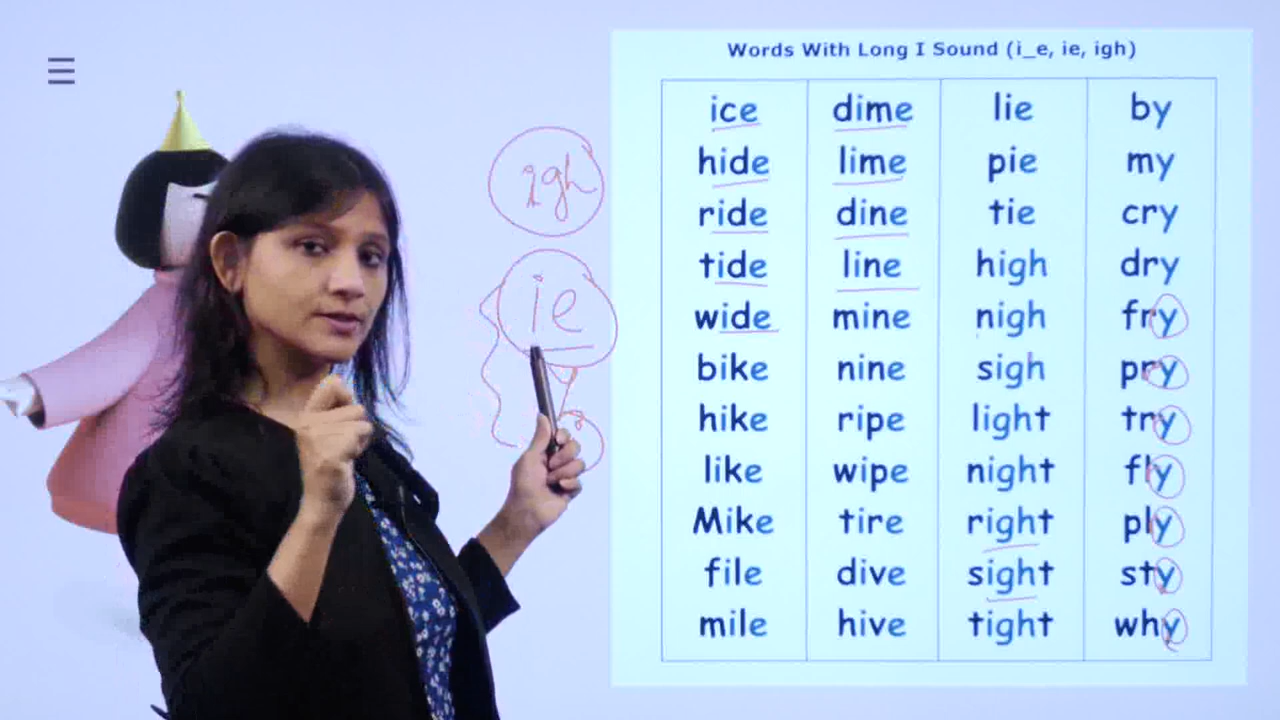 Words With Long I Sound (i_e, ie, igh)
ice dime lie by
hide lime pie my
ride dine tie cry
tide line high dry
wide mine nigh fry
bike nine sigh pry
hike ripe light try
like wipe night fly
Mike tire right ply
file dive sight sty
mile hive tight why
igh
ie